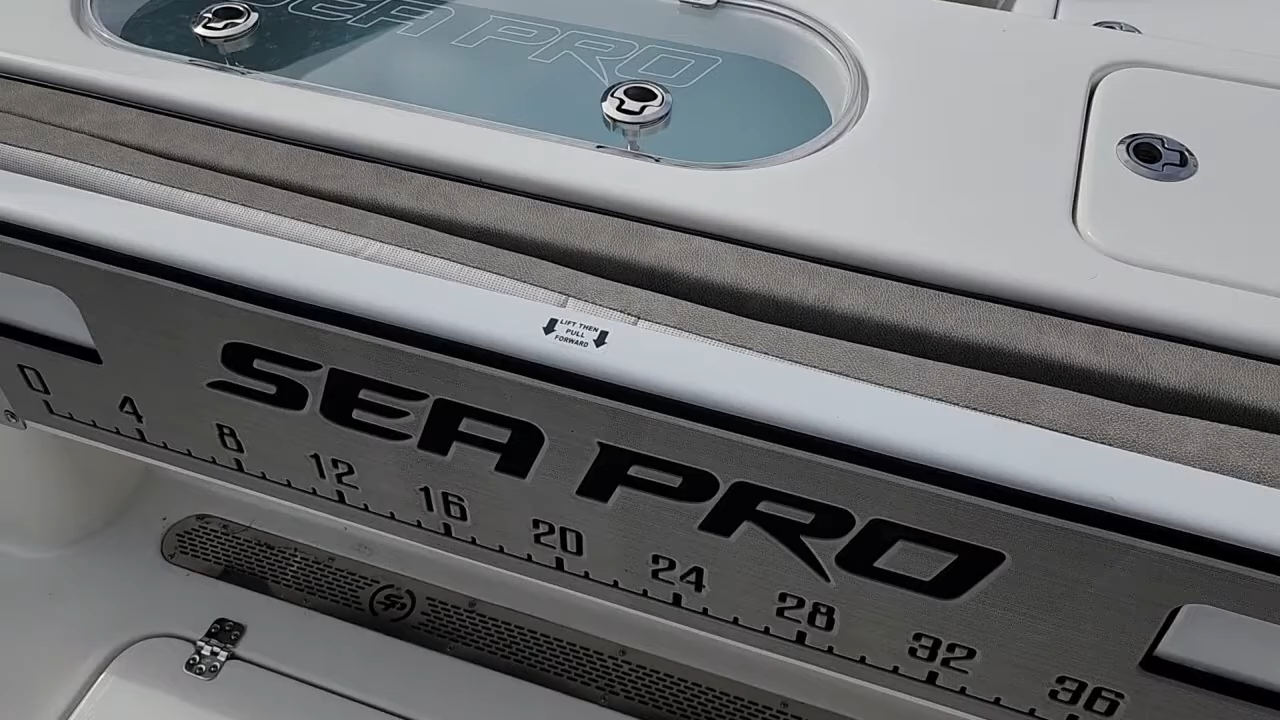 SEA PRO
LIFT THEN
PULL
FORWARD
SEA PRO
0 4 8 12 16 20 24 28 32 36